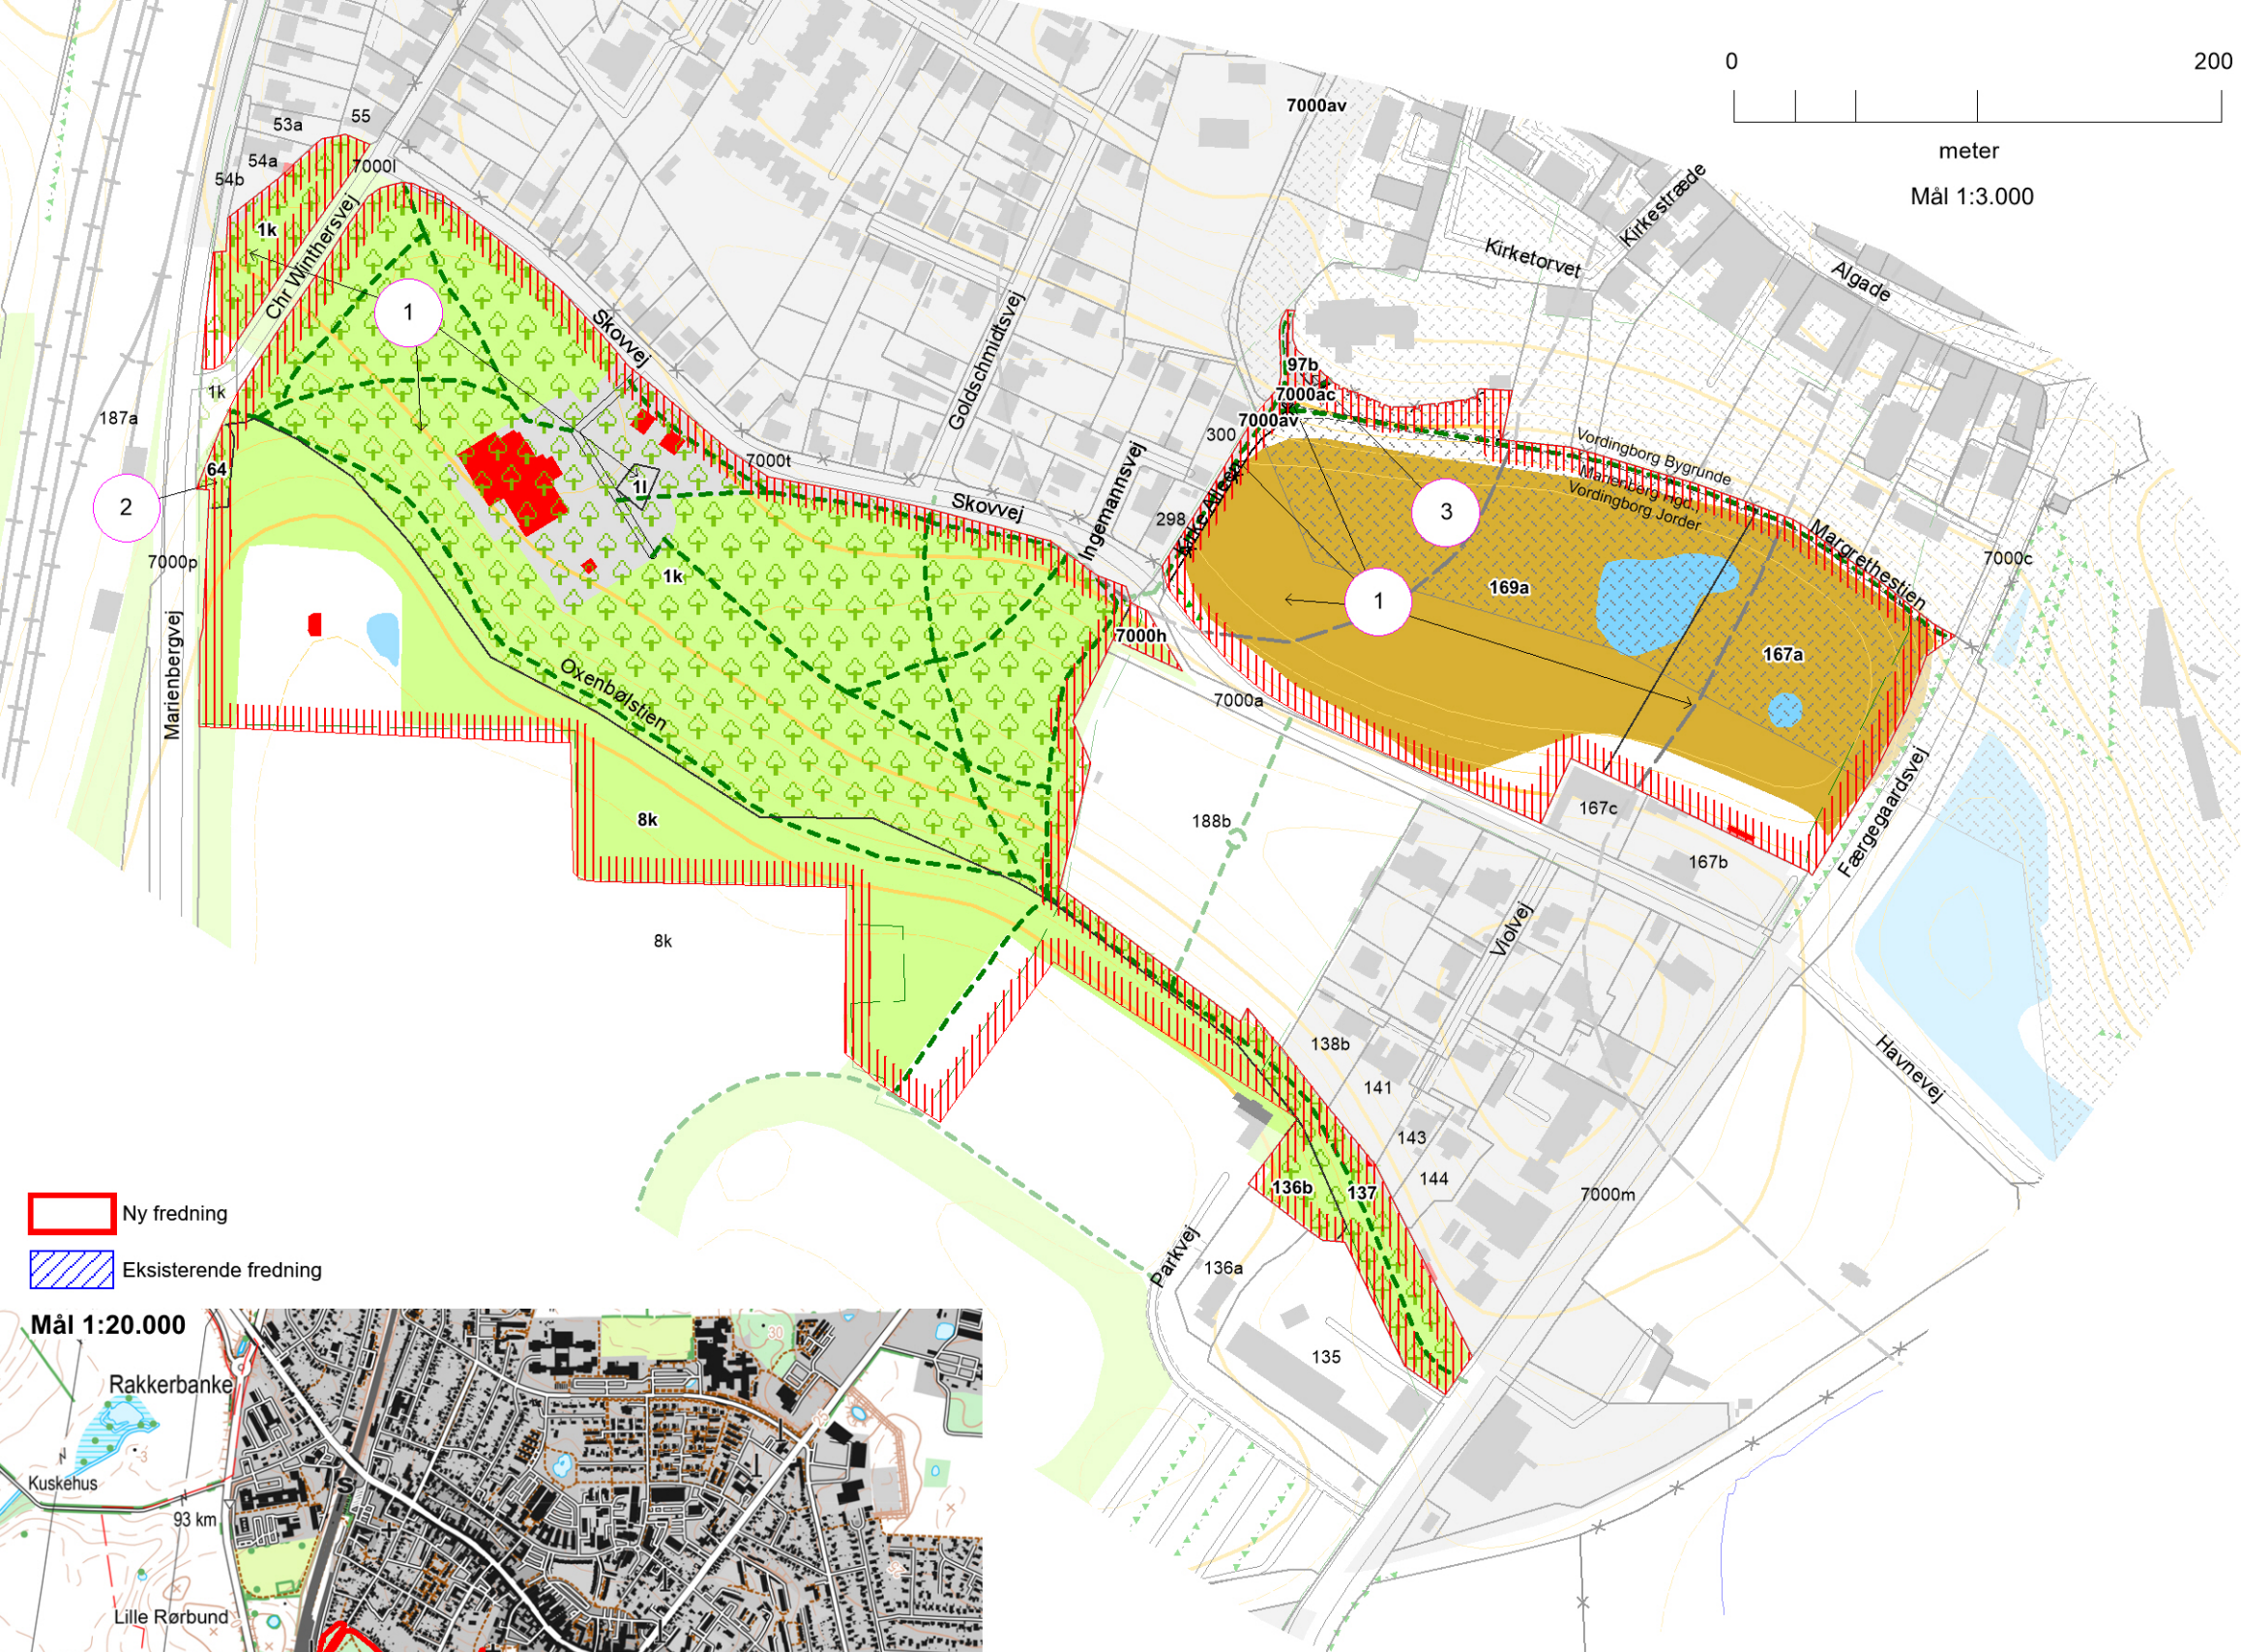 0
200
meter
Mål 1:3.000
7000av
53a
55
54a
54b
7000l
1k
Chr Winthersvej
1
Skovvej
Goldschmidtsvej
Kirketorvet
Kirkestræde
Algade
97b
7000ac
7000av
300
1k
187a
64
2
7000p
Marienbergvej
1l
7000t
1k
Skovvej
Ingemannsvej
298
Kirke Alleen
3
Vordingborg Bygrunde
Marienberg Hgd.,
Vordingborg Jorder
Margrethestien
7000c
169a
1
167a
7000h
7000a
Oxenbølstien
8k
188b
167c
167b
Færgegaardsvej
8k
Violvej
138b
141
143
144
Havnevej
136b
137
7000m
Parkvej
136a
135
Ny fredning
Eksisterende fredning
Mål 1:20.000
Rakkerbanke
Kuskehus
93 km
Lille Rørbund
S
30
-3